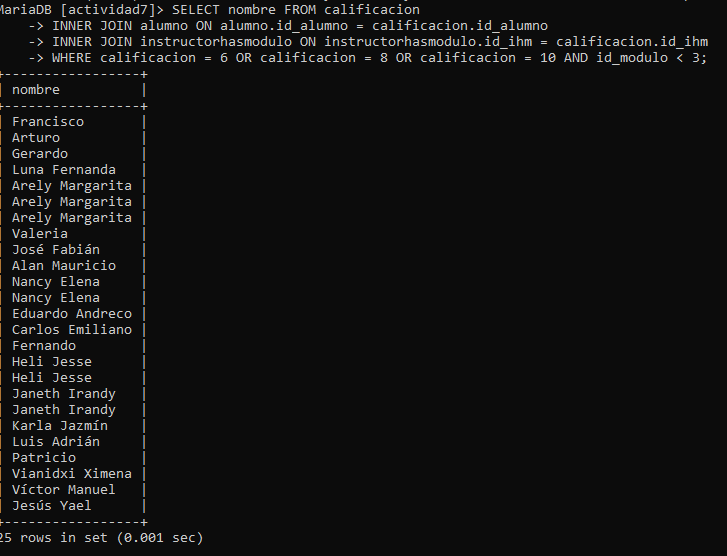 MariaDB [actividad7]> SELECT nombre FROM calificacion
    -> INNER JOIN alumno ON alumno.id_alumno = calificacion.id_alumno
    -> INNER JOIN instructorhasmodulo ON instructorhasmodulo.id_ihm = calificacion.id_ihm
    -> WHERE calificacion = 6 OR calificacion = 8 OR calificacion = 10 AND id_modulo < 3;
+-----------------+
| nombre          |
+-----------------+
| Francisco       |
| Arturo          |
| Gerardo         |
| Luna Fernanda   |
| Arely Margarita |
| Arely Margarita |
| Arely Margarita |
| Valeria         |
| José Fabián     |
| Alan Mauricio   |
| Nancy Elena     |
| Nancy Elena     |
| Eduardo Andreco |
| Carlos Emiliano |
| Fernando        |
| Heli Jesse      |
| Heli Jesse      |
| Janeth Irandy   |
| Janeth Irandy   |
| Karla Jazmín    |
| Luis Adrián     |
| Patricio        |
| Vianidxi Ximena |
| Víctor Manuel   |
| Jesús Yael      |
+-----------------+
25 rows in set (0.001 sec)